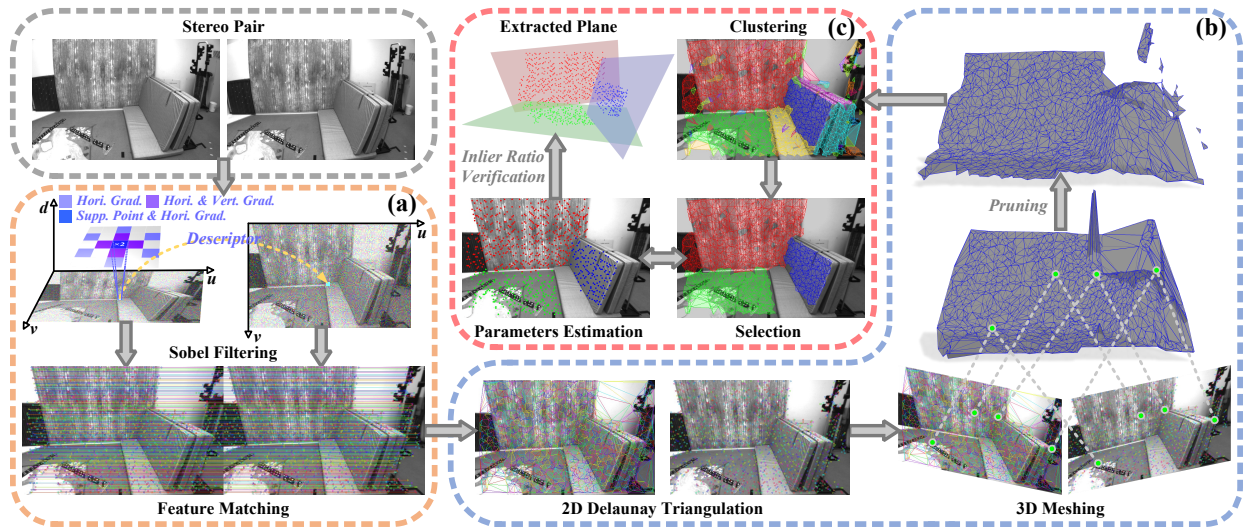 Stereo Pair
(a)
d
Hori. Grad.
Hori. & Vert. Grad.
Supp. Point & Hori. Grad.
× 2
Descriptor
u
v
u
v
Sobel Filtering
Feature Matching
(c)
Extracted Plane
Clustering
Inlier Ratio
Verification
Parameters Estimation
Selection
(b)
Pruning
2D Delaunay Triangulation
3D Meshing